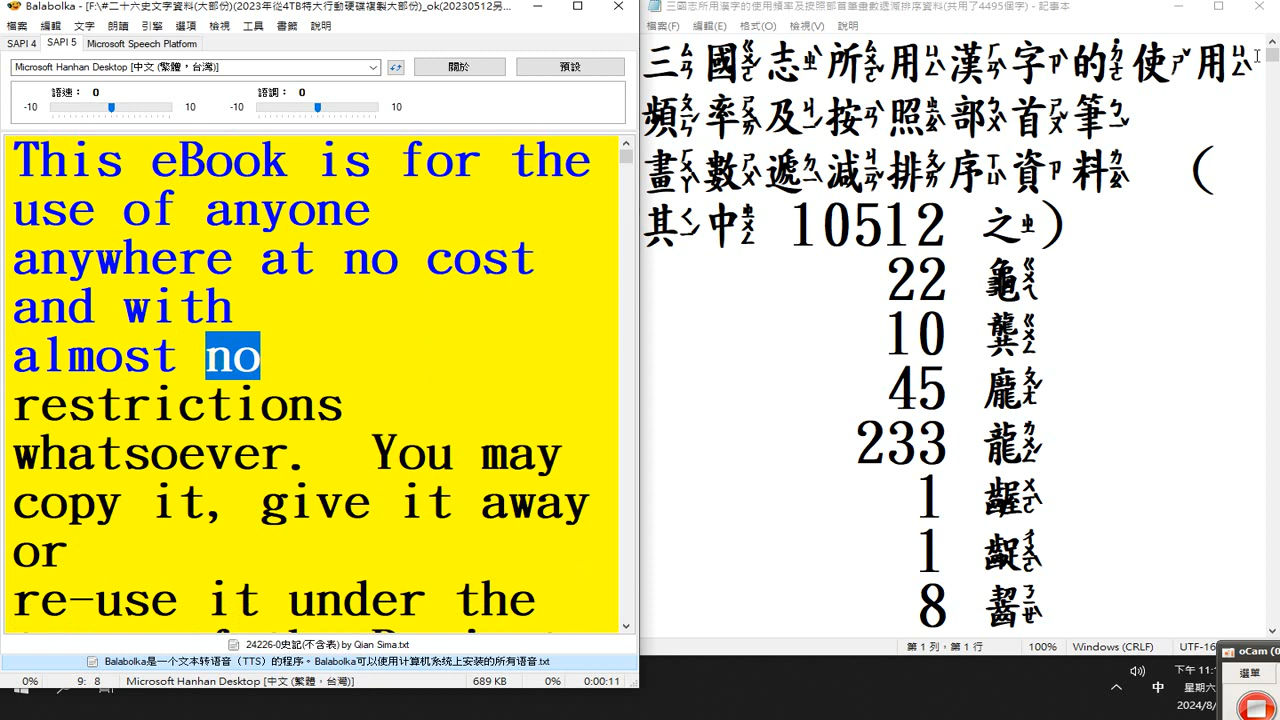 Balabolka - [F:\#二十六史文字資料(大部份)(2023年從4TB特大行動硬碟複製大部份)_ok(20230512另...
檔案 編輯 文字 朗讀 引擎 選項 檢視 工具 書籤 說明
SAPI 4 SAPI 5 Microsoft Speech Platform
Microsoft Hanhan Desktop [中文 (繁體，台灣)]
關於 預設
語速： 0 語調： 0
-10 10 -10 10
This eBook is for the
use of anyone
anywhere at no cost
and with
almost no
restrictions
whatsoever. You may
copy it, give it away
or
re-use it under the
24226-0史記(不含表) by Qian Sima.txt
Balabolka是一个文本转语音（TTS）的程序。Balabolka可以使用计算机系统上安装的所有语音.txt
0% 9: 8 Microsoft Hanhan Desktop [中文 (繁體，台灣)] 689 KB 0% 0:00:11
三國志所用漢字的使用頻率及按照部首筆畫數遞減排序資料(共用了4495個字) - 記事本
檔案(F) 編輯(E) 格式(O) 檢視(V) 說明
三國志所用漢字的使用
頻率及按照部首筆
畫數遞減排序資料 （
其中 10512 之）
22 龜
10 龔
45 龐
233 龍
1 齷
1 齪
8 齧
第 1 列，第 1 行 100% Windows (CRLF) UTF-16
oCam (0
選單
中
星期六
2024/8/